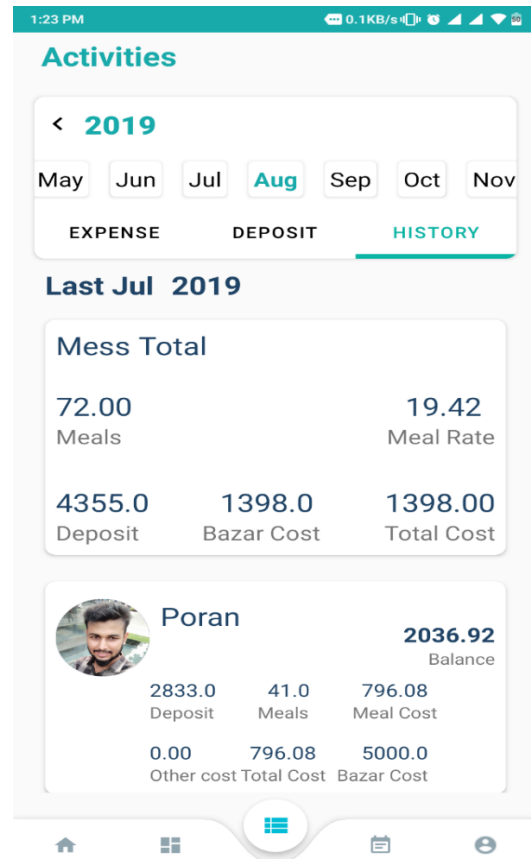 1:23 PM 0.1KB/s 50
Activities
2019
May Jun Jul Aug Sep Oct Nov
EXPENSE DEPOSIT HISTORY
Last Jul 2019
Mess Total
72.00 19.42
Meals Meal Rate
4355.0 1398.0 1398.00
Deposit Bazar Cost Total Cost
Poran
2036.92
Balance
2833.0 41.0 796.08
Deposit Meals Meal Cost
0.00 796.08 5000.0
Other cost Total Cost Bazar Cost